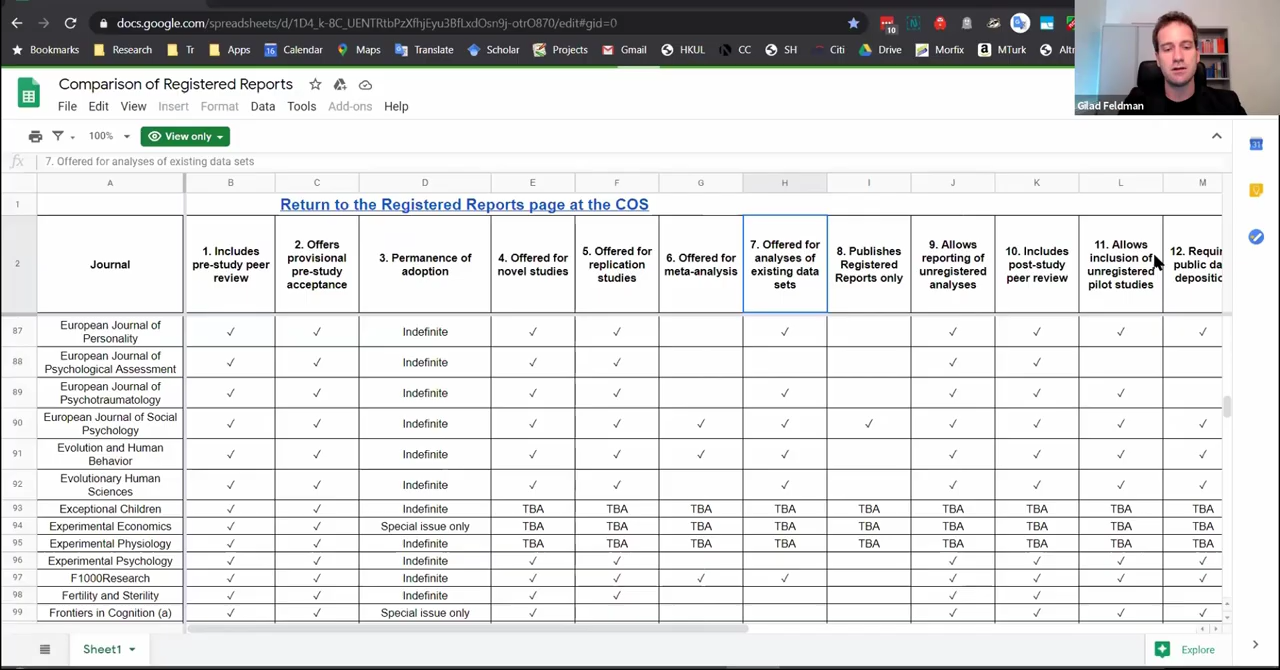 docs.google.com/spreadsheets/d/1D4_k-8C_UENTRtbPzXfhjEyu3BfLxdOsn9j-otrO870/edit#gid=0
10
Bookmarks Research Tr Apps 16 Calendar Maps Translate Scholar Projects Gmail HKUL CC SH Citi Drive Morfix a MTurk Altr
Comparison of Registered Reports
Gilad Feldman
File Edit View Insert Format Data Tools Add-ons Help
100% View only
fx 7. Offered for analyses of existing data sets
31
A B C D E F G H I J K L M
1 Return to the Registered Reports page at the COS
2 Journal
1. Includes pre-study peer review
2. Offers provisional pre-study acceptance
3. Permanence of adoption
4. Offered for novel studies
5. Offered for replication studies
6. Offered for meta-analysis
7. Offered for analyses of existing data sets
8. Publishes Registered Reports only
9. Allows reporting of unregistered analyses
10. Includes post-study peer review
11. Allows inclusion of unregistered pilot studies
12. Requir public da depositio
87 European Journal of Personality ✓ ✓ Indefinite ✓ ✓ ✓ ✓ ✓ ✓ ✓
88 European Journal of Psychological Assessment ✓ ✓ Indefinite ✓ ✓ ✓ ✓
89 European Journal of Psychotraumatology ✓ ✓ Indefinite ✓ ✓ ✓ ✓ ✓ ✓
90 European Journal of Social Psychology ✓ ✓ Indefinite ✓ ✓ ✓ ✓ ✓ ✓ ✓ ✓ ✓
91 Evolution and Human Behavior ✓ ✓ Indefinite ✓ ✓ ✓ ✓ ✓ ✓ ✓ ✓
92 Evolutionary Human Sciences ✓ ✓ Indefinite ✓ ✓ ✓ ✓ ✓ ✓ ✓
93 Exceptional Children ✓ ✓ Indefinite TBA TBA TBA TBA TBA TBA TBA TBA TBA
94 Experimental Economics ✓ ✓ Special issue only TBA TBA TBA TBA TBA TBA TBA TBA TBA
95 Experimental Physiology ✓ ✓ Indefinite TBA TBA TBA TBA TBA TBA TBA TBA TBA
96 Experimental Psychology ✓ ✓ Indefinite ✓ ✓ ✓ ✓ ✓ ✓
97 F1000Research ✓ ✓ Indefinite ✓ ✓ ✓ ✓ ✓ ✓ ✓ ✓
98 Fertility and Sterility ✓ ✓ Indefinite ✓ ✓ ✓ ✓
99 Frontiers in Cognition (a) ✓ ✓ Special issue only ✓ ✓ ✓ ✓ ✓
Sheet1
Explore